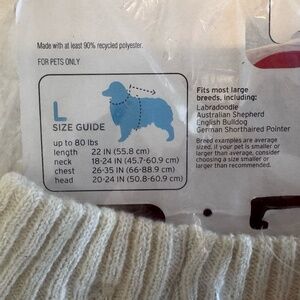 Made with at least 90% recycled polyester.
FOR PETS ONLY
L
SIZE GUIDE
up to 80 lbs
length 22 IN (55.8 cm)
neck 18-24 IN (45.7-60.9 cm)
chest 26-35 IN (66-88.9 cm)
head 20-24 IN (50.8-60.9 cm)
Fits most large
breeds, including:
Labradoodle
Australian Shepherd
English Bulldog
German Shorthaired Pointer
Breed examples are average
sized. if your pet is smaller or
larger than average, consider
choosing a size smaller or
larger than recommended.